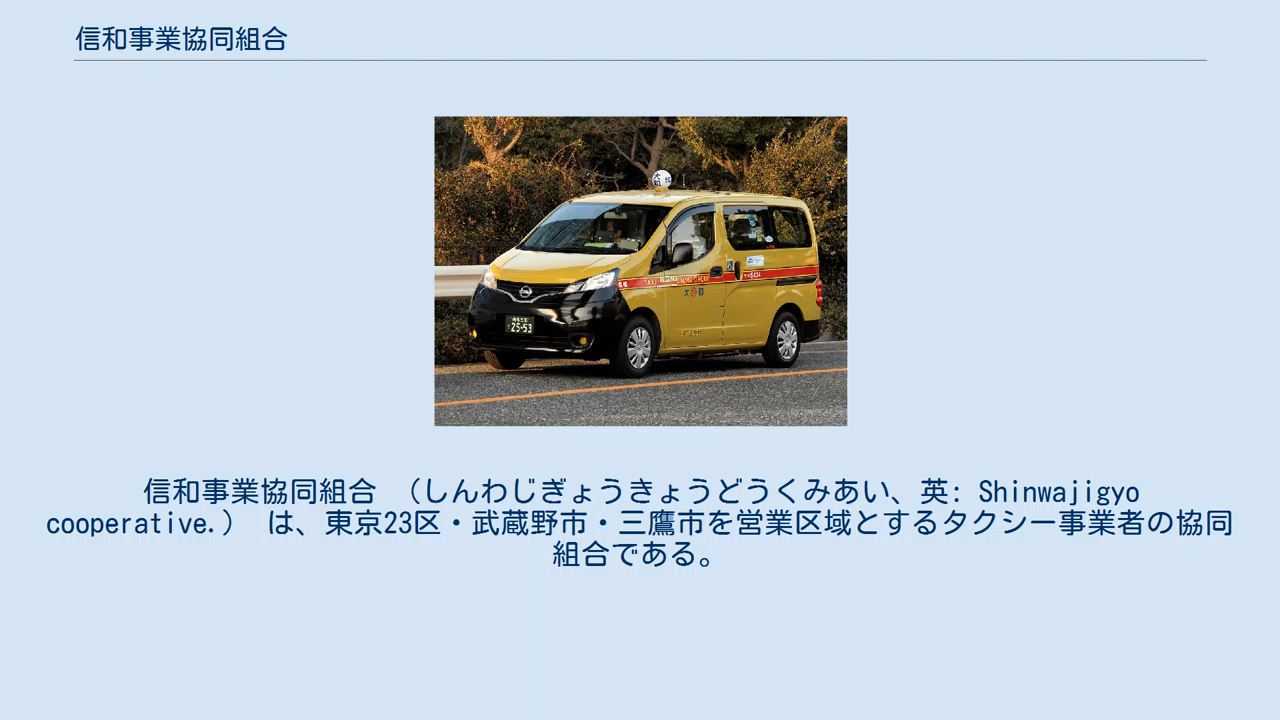 信和事業協同組合
25-53
信和事業協同組合 （しんわじぎょうきょうどうくみあい、英: Shinwajigyo
cooperative.） は、東京23区・武蔵野市・三鷹市を営業区域とするタクシー事業者の協同
組合である。